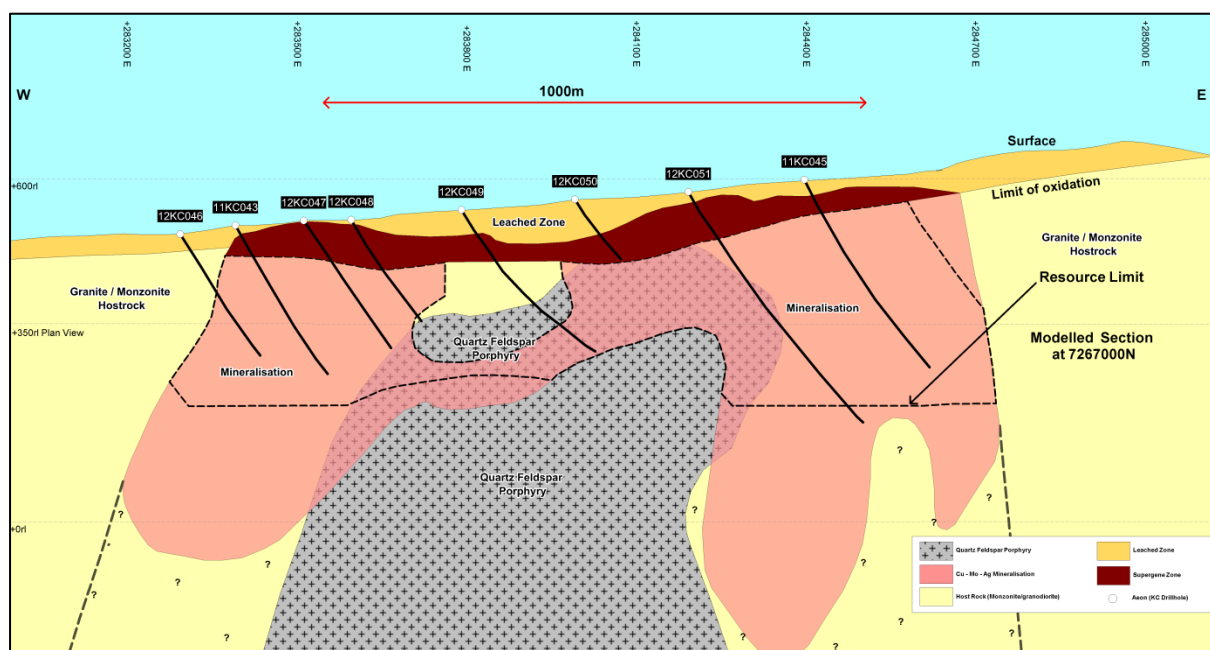 +283200 E
+283500 E
+283800 E
+284100 E
+284400 E
+284700 E
+285000 E
W
1000m
E
Surface
+600rl
11KC045
12KC051
12KC050
12KC049
12KC047
12KC048
11KC043
12KC046
Limit of oxidation
Leached Zone
Granite / Monzonite
Hostrock
Granite / Monzonite
Hostrock
Resource Limit
Mineralisation
+350rl Plan View
Quartz Feldspar
Porphyry
Modelled Section
at 7267000N
Mineralisation
?
Quartz Feldspar
Porphyry
?
?
?
?
+0rl
?
?
?
?
?
?
?
?
?
?
?
Quartz Feldspar Porphyry
Leached Zone
Cu - Mo - Ag Mineralisation
Supergene Zone
Host Rock (Monzonite/granodiorite)
Aeon (KC Drillhole)